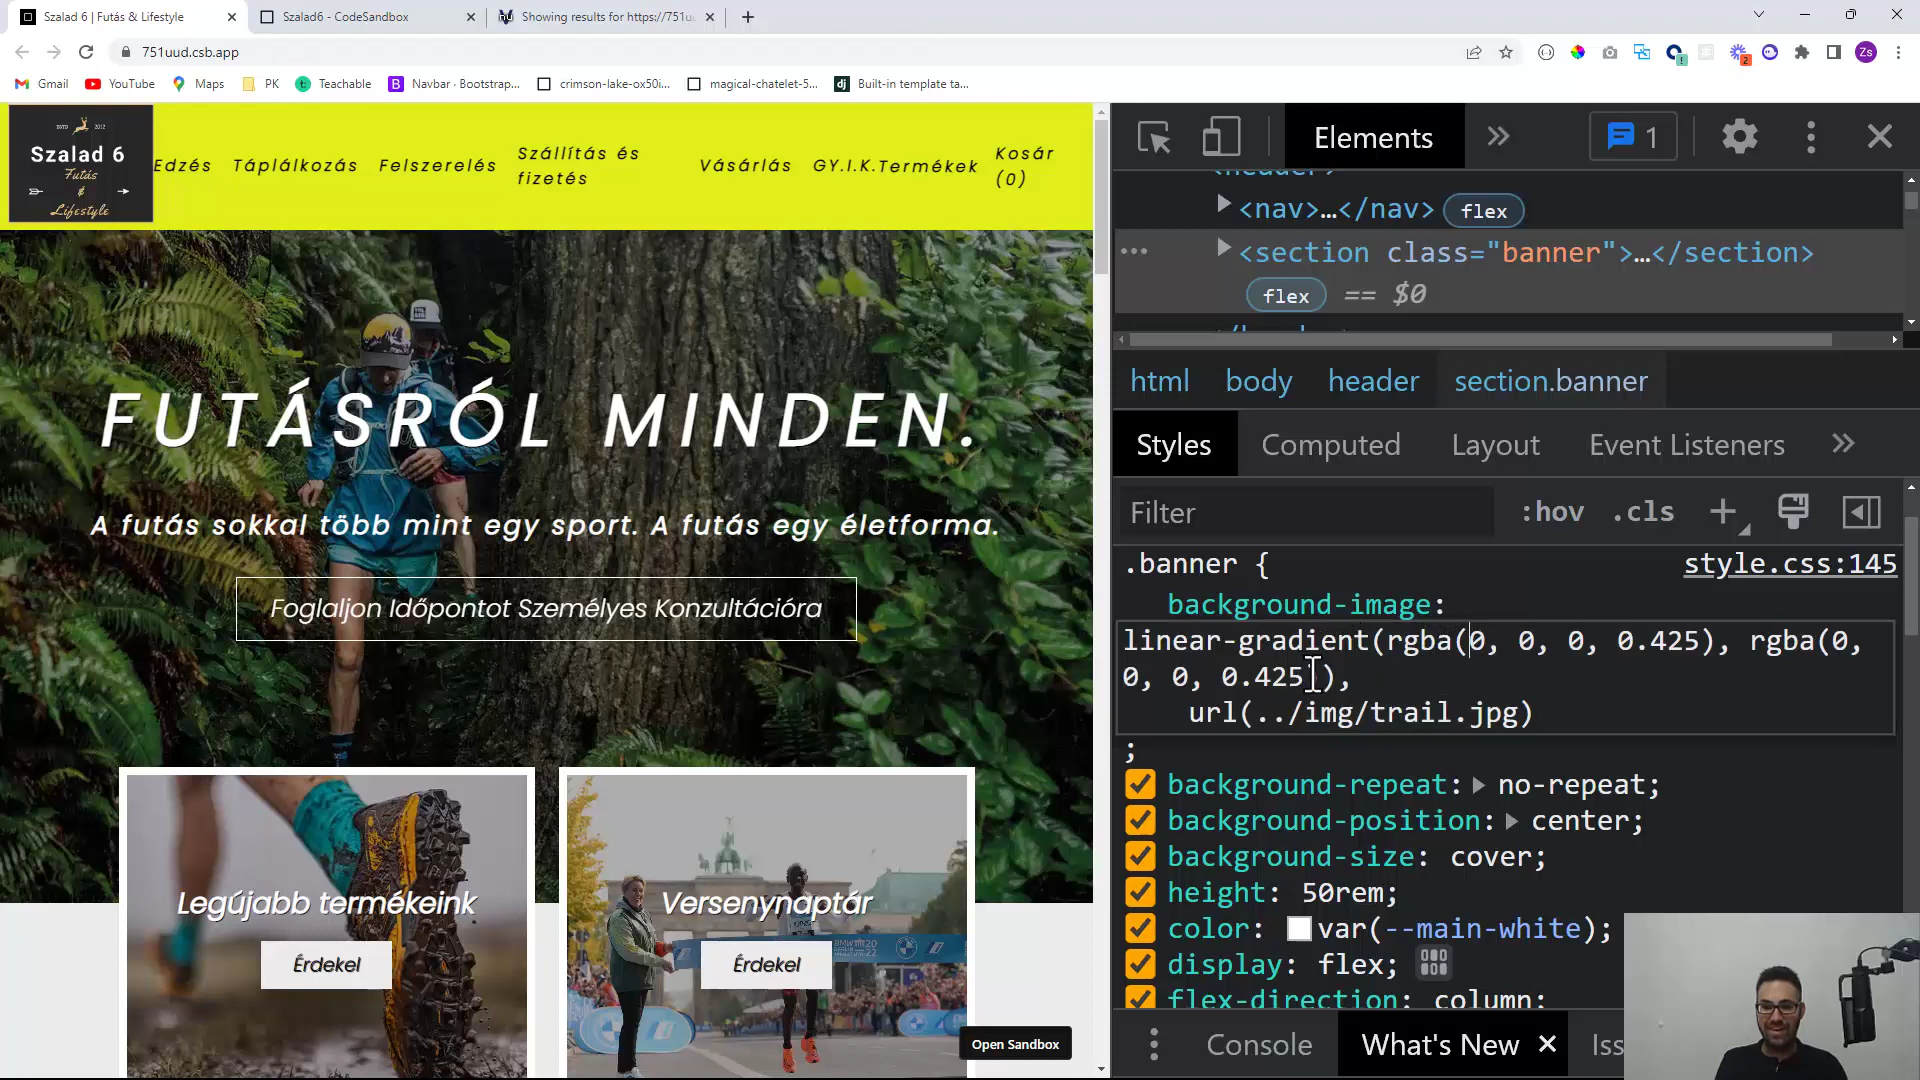 Szalad 6 | Futás & Lifestyle
Szalad6 - CodeSandbox
Showing results for https://751u
751uud.csb.app
Zs
Gmail
YouTube
Maps
PK
Teachable
Navbar · Bootstrap...
crimson-lake-ox50i...
magical-chatelet-5...
dj Built-in template ta...
ESTD 2012
Szalad 6
Futás
&
Lifestyle
Edzés
Táplálkozás
Felszerelés
Szállítás és
fizetés
Vásárlás
GY.I.K.
Termékek
Kosár
(0)
FUTÁSRÓL MINDEN.
A futás sokkal több mint egy sport. A futás egy életforma.
Foglaljon Időpontot Személyes Konzultációra
Legújabb termékeink
Érdekel
Versenynaptár
Érdekel
Open Sandbox
Elements
1
<header>
<nav>…</nav> flex
<section class="banner">…</section>
flex == $0
html body header section.banner
Styles Computed Layout Event Listeners
Filter :hov .cls
.banner { style.css:145
background-image:
linear-gradient(rgba(0, 0, 0, 0.425), rgba(0,
0, 0, 0.425)),
url(../img/trail.jpg)
;
background-repeat: no-repeat;
background-position: center;
background-size: cover;
height: 50rem;
color: var(--main-white);
display: flex;
flex-direction: column;
Console What's New Iss